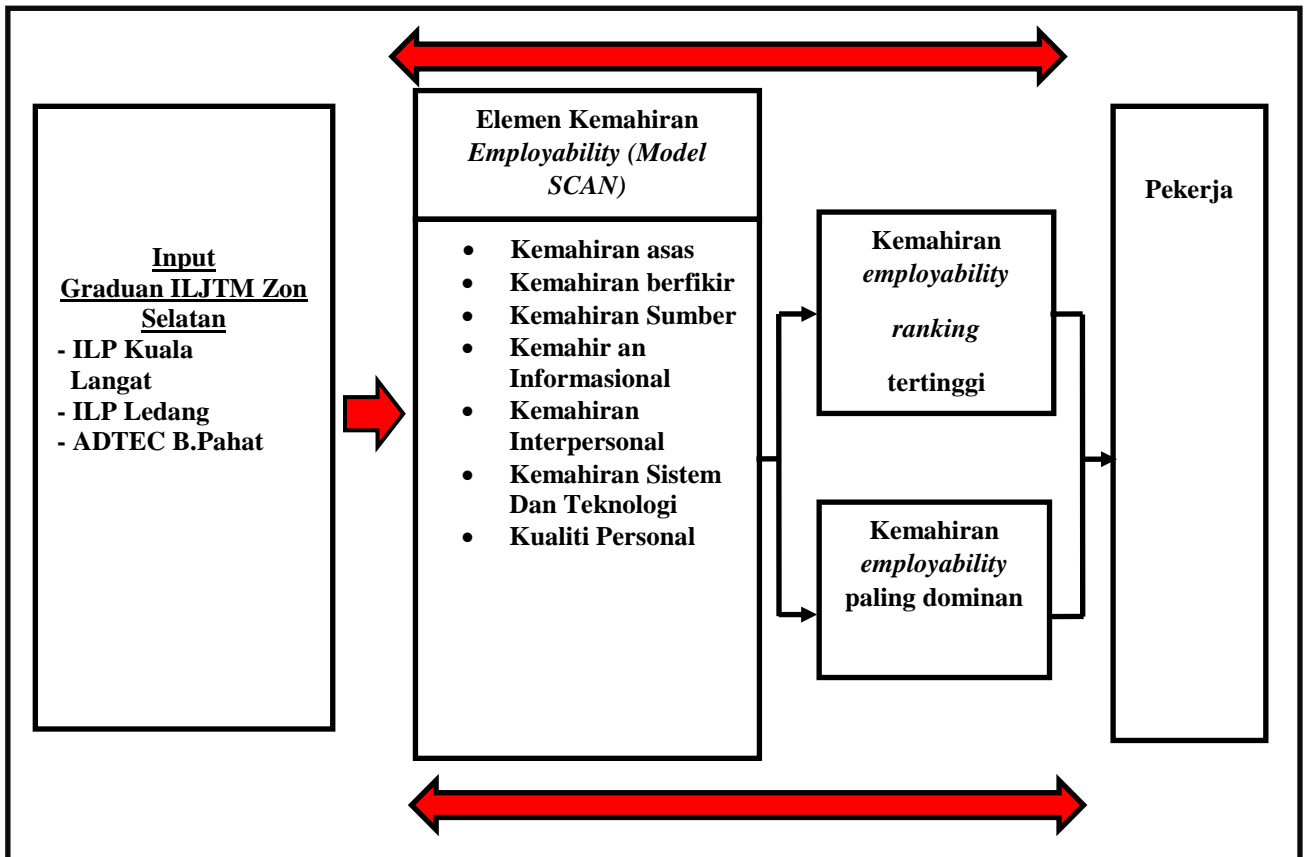 Input
Graduan ILJTM Zon
Selatan
- ILP Kuala
Langat
- ILP Ledang
- ADTEC B.Pahat
Elemen Kemahiran
Employability (Model
SCAN)
• Kemahiran asas
• Kemahiran berfikir
• Kemahiran Sumber
• Kemahir an
Informasional
• Kemahiran
Interpersonal
• Kemahiran Sistem
Dan Teknologi
• Kualiti Personal
Kemahiran
employability
ranking
tertinggi
Kemahiran
employability
paling dominan
Pekerja